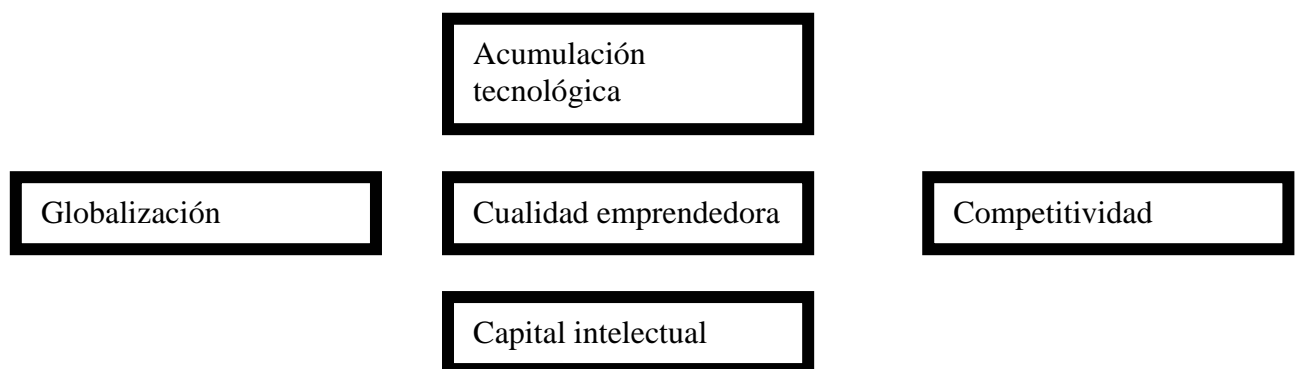 Acumulación
tecnológica
Globalización
Cualidad emprendedora
Competitividad
Capital intelectual